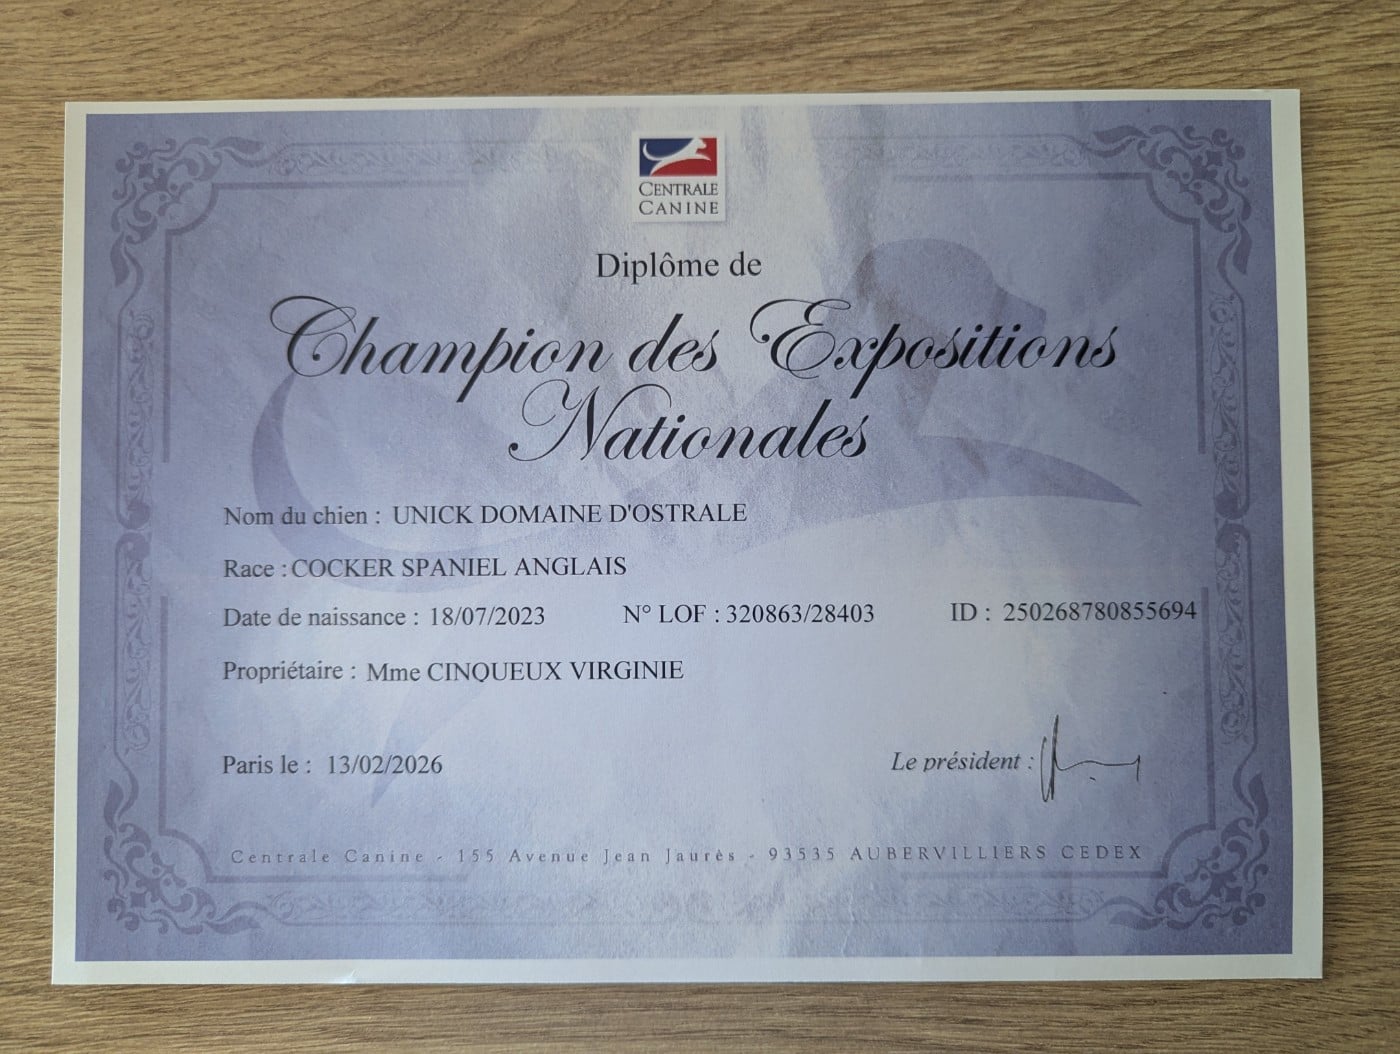 CENTRALE
CANINE
Diplôme de
Champion des Expositions
Nationales
Nom du chien : UNICK DOMAINE D'OSTRALE
Race : COCKER SPANIEL ANGLAIS
Date de naissance : 18/07/2023 N° LOF : 320863/28403 ID : 250268780855694
Propriétaire : Mme CINQUEUX VIRGINIE
Paris le : 13/02/2026 Le président :
Centrale Canine - 155 Avenue Jean Jaurès - 93535 AUBERVILLIERS CEDEX